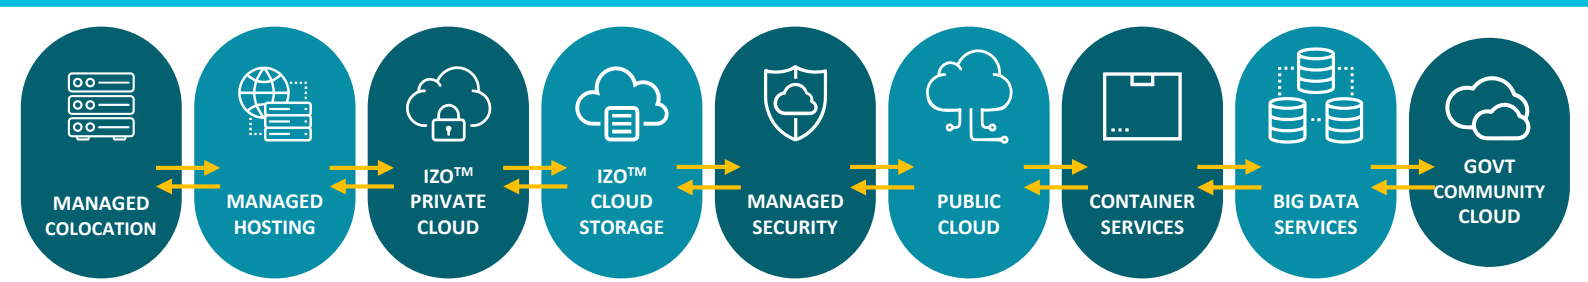 MANAGED
COLOCATION
MANAGED
HOSTING
IZO™
PRIVATE
CLOUD
IZO™
CLOUD
STORAGE
MANAGED
SECURITY
PUBLIC
CLOUD
CONTAINER
SERVICES
BIG DATA
SERVICES
GOVT
COMMUNITY
CLOUD